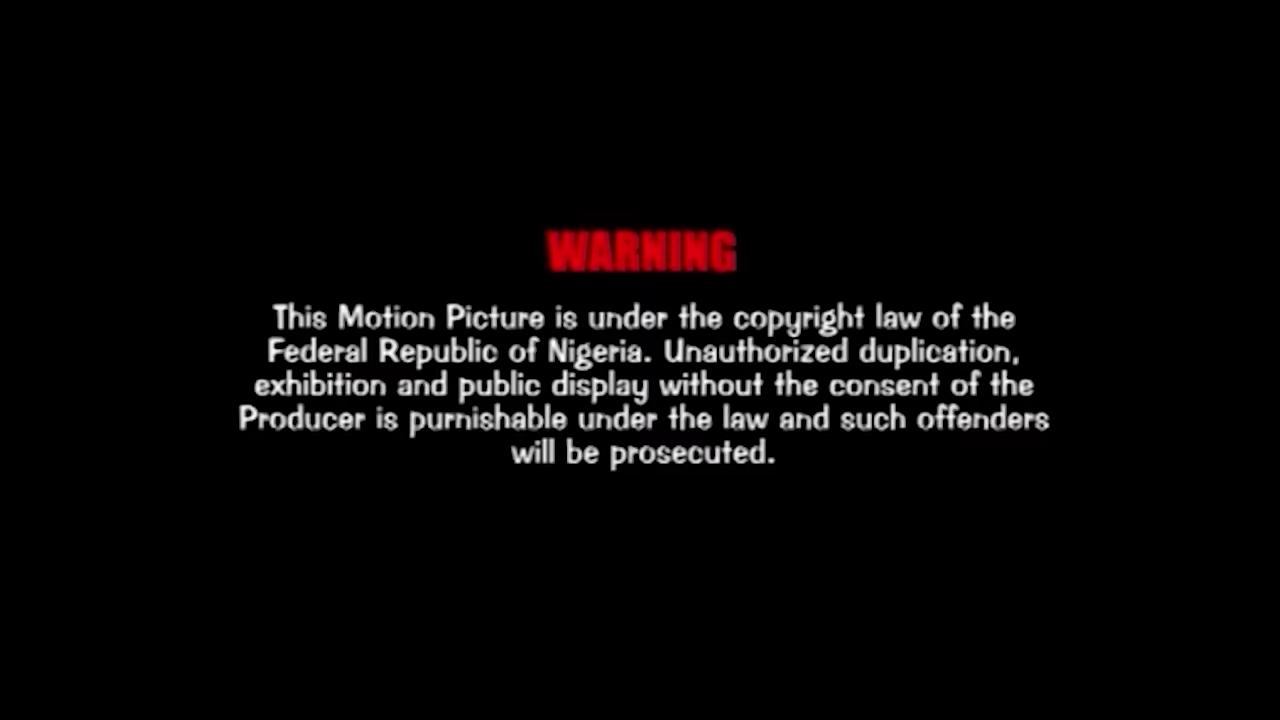 WARNING
This Motion Picture is under the copyright law of the
Federal Republic of Nigeria. Unauthorized duplication,
exhibition and public display without the consent of the
Producer is purnishable under the law and such offenders
will be prosecuted.